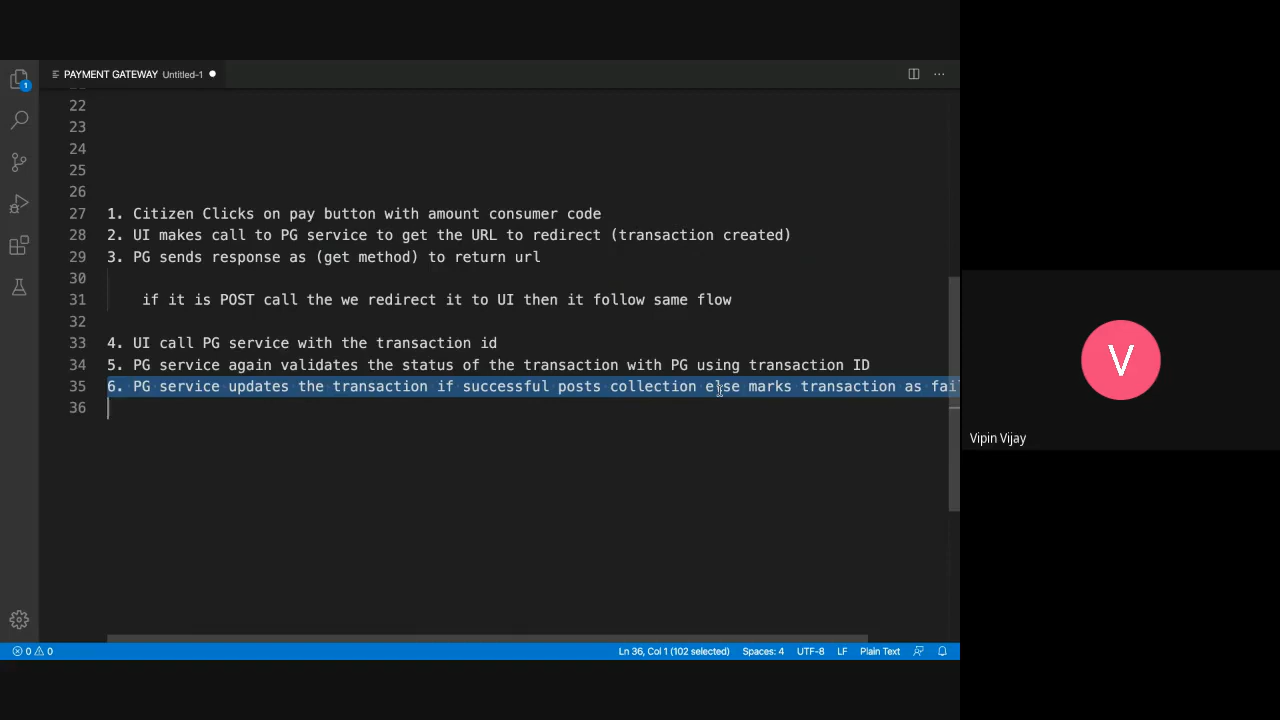 PAYMENT GATEWAY Untitled-1
1
22
23
24
25
26
27 1. Citizen Clicks on pay button with amount consumer code
28 2. UI makes call to PG service to get the URL to redirect (transaction created)
29 3. PG sends response as (get method) to return url
30
31 if it is POST call the we redirect it to UI then it follow same flow
32
33 4. UI call PG service with the transaction id
34 5. PG service again validates the status of the transaction with PG using transaction ID
35 6. PG service updates the transaction if successful posts collection else marks transaction as fail
36
V
Vipin Vijay
0 0 Ln 36, Col 1 (102 selected) Spaces: 4 UTF-8 LF Plain Text